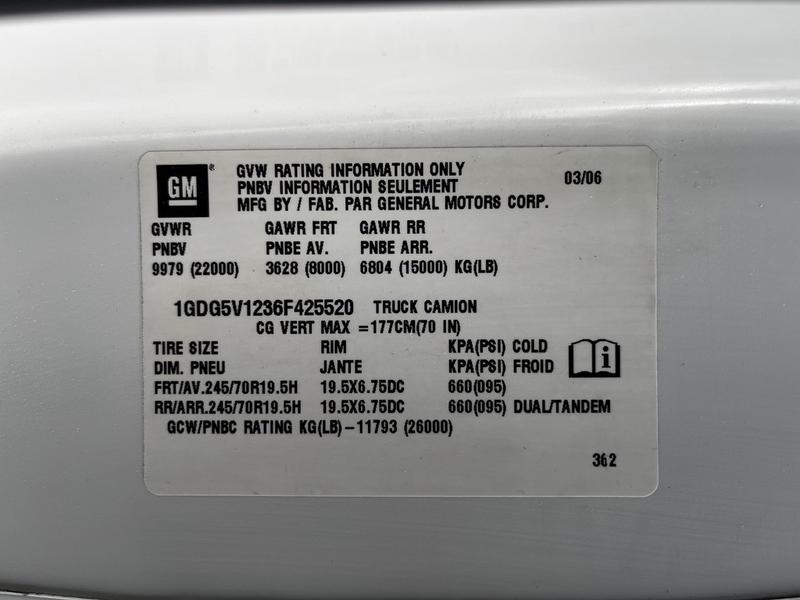 GM® GVW RATING INFORMATION ONLY 03/06
PNBV INFORMATION SEULEMENT
MFG BY / FAB. PAR GENERAL MOTORS CORP.
GVWR GAWR FRT GAWR RR
PNBV PNBE AV. PNBE ARR.
9979 (22000) 3628 (8000) 6804 (15000) KG(LB)
1GDG5V1236F425520 TRUCK CAMION
CG VERT MAX =177CM(70 IN)
TIRE SIZE RIM KPA(PSI) COLD
DIM. PNEU JANTE KPA(PSI) FROID
FRT/AV.245/70R19.5H 19.5X6.75DC 660(095)
RR/ARR.245/70R19.5H 19.5X6.75DC 660(095) DUAL/TANDEM
GCW/PNBC RATING KG(LB)-11793 (26000)
362